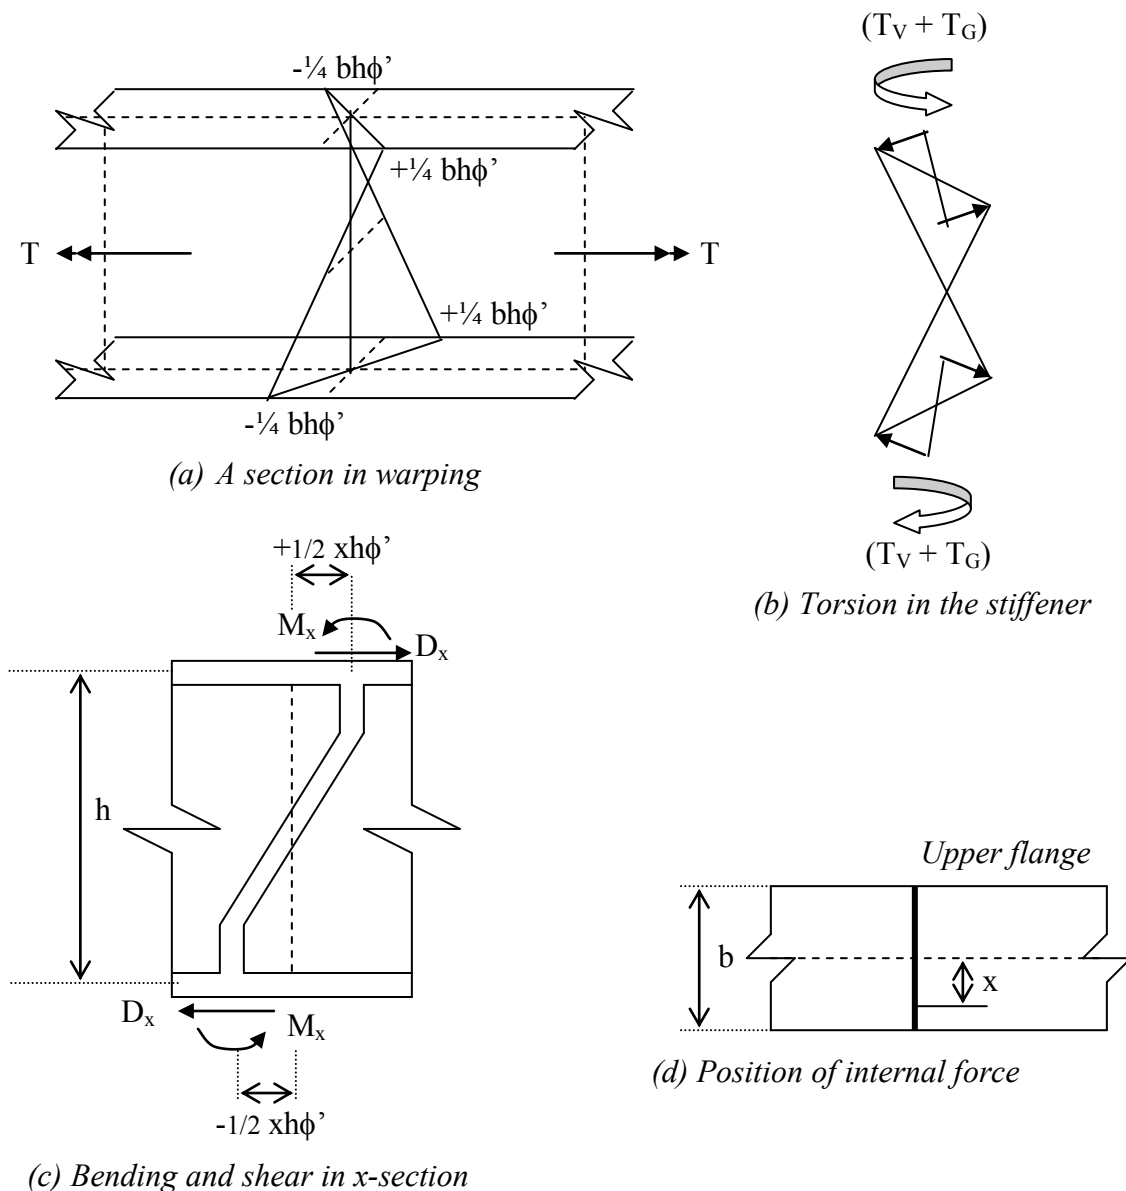 (T_V + T_G)
-¼ bhϕ’
+¼ bhϕ’
T
T
+¼ bhϕ’
-¼ bhϕ’
(a) A section in warping
(T_V + T_G)
(b) Torsion in the stiffener
+1/2 xhϕ’
M_x
D_x
h
D_x
M_x
-1/2 xhϕ’
(c) Bending and shear in x-section
Upper flange
b
x
(d) Position of internal force